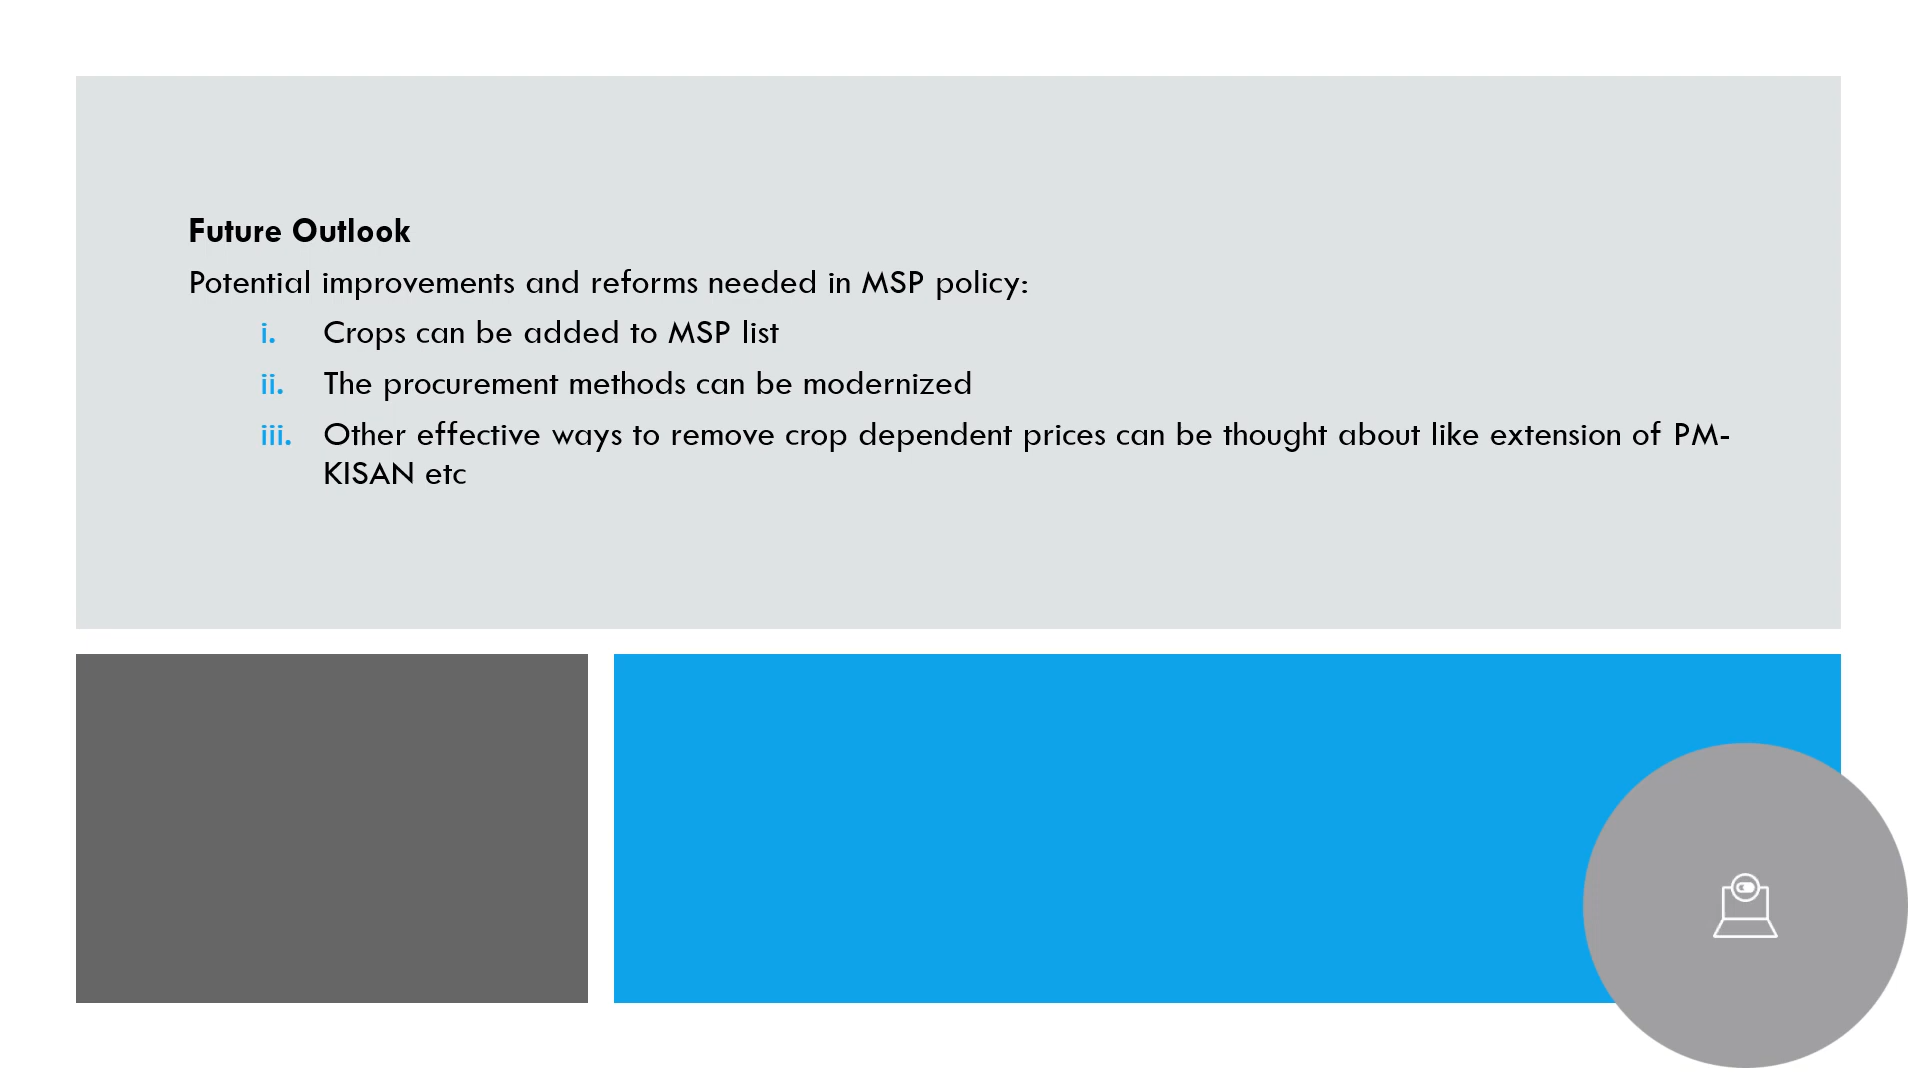 Future Outlook
Potential improvements and reforms needed in MSP policy:
i. Crops can be added to MSP list
ii. The procurement methods can be modernized
iii. Other effective ways to remove crop dependent prices can be thought about like extension of PM-
KISAN etc